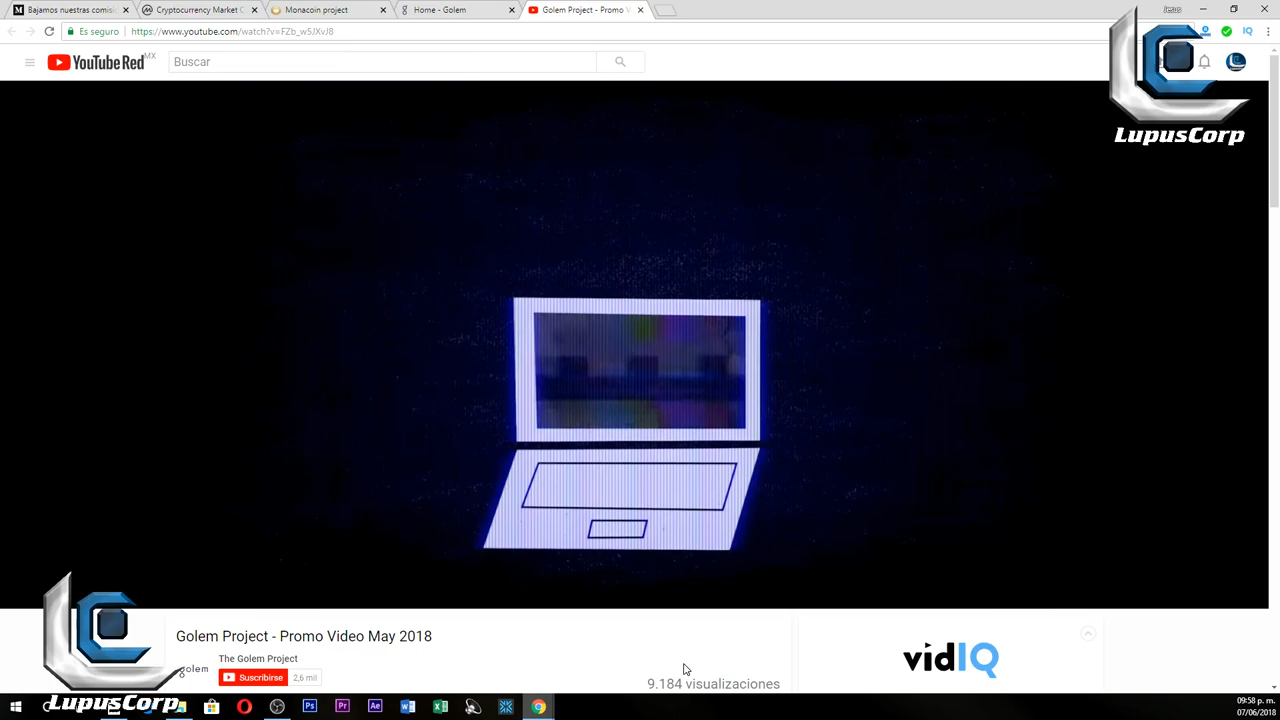 Bajamos nuestras comisi
Cryptocurrency Market C
Monacoin project
Home - Golem
Golem Project - Promo V
Jesus
Es seguro
https://www.youtube.com/watch?v=FZb_w5JXvJ8
YouTube Red MX
Buscar
LupusCorp
Golem Project - Promo Video May 2018
The Golem Project
golem
Suscribirse 2,6 mil
9.184 visualizaciones
vidIQ
LupusCorp
09:58 p. m.
07/06/2018